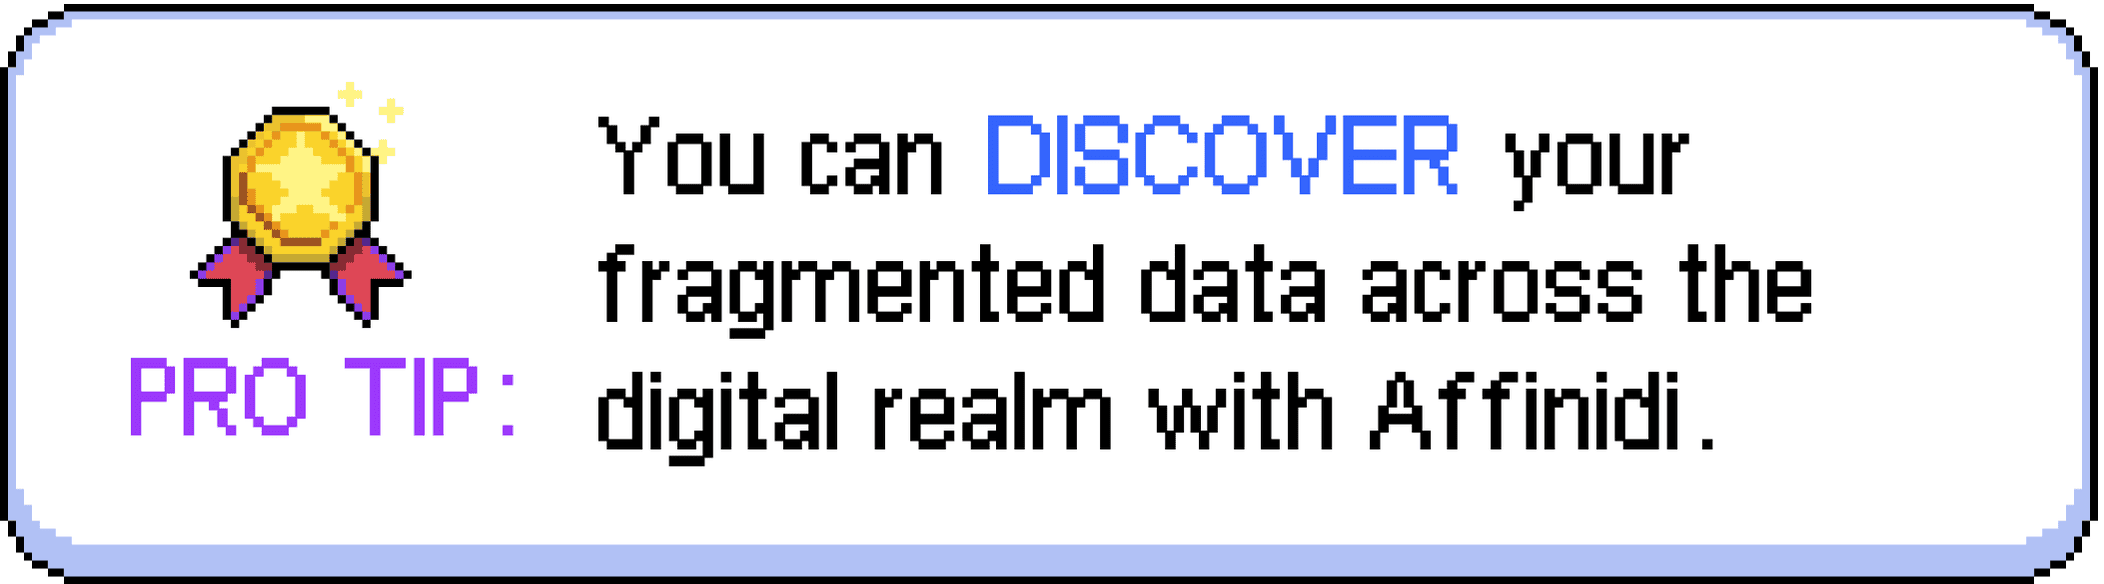 PRO TIP:
You can DISCOVER your
fragmented data across the
digital realm with Affinidi.